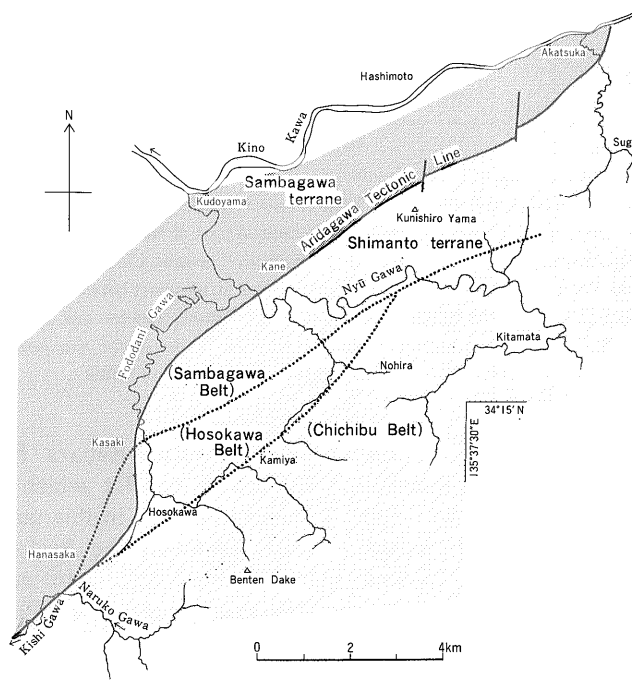 Akatsuka
Hashimoto
N
Kino
Kawa
Sug
Sambagawa
terrane
Kudoyama
Aridagawa Tectonic Line
Kunishiro Yama
Shimanto terrane
Kane
Nyū Gawa
Fudodani Gawa
Kitamata
Nohira
(Sambagawa
Belt)
34°15'N
135°37'30"E
Kasaki
(Hosokawa
Belt)
(Chichibu Belt)
Kamiya
Hosokawa
Hanasaka
Benten Dake
Naruko Gawa
Kishi Gawa
0 2 4km